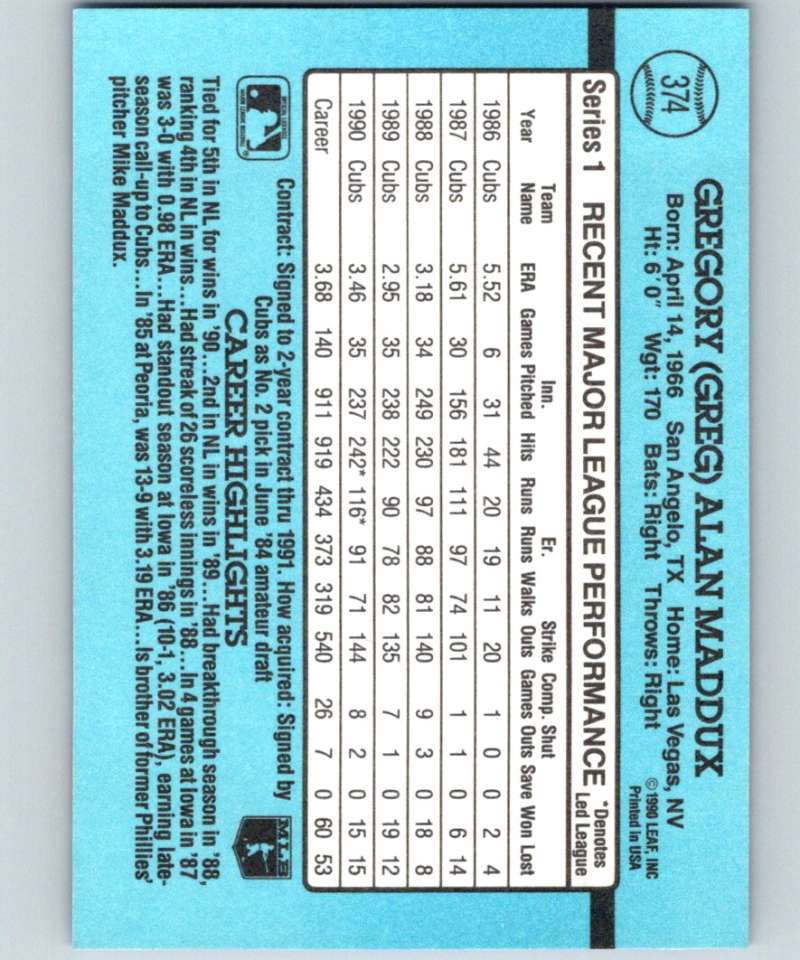 374
GREGORY (GREG) ALAN MADDUX
Born: April 14, 1966 San Angelo, TX Home: Las Vegas, NV
Ht: 6' 0" Wgt: 170 Bats: Right Throws: Right
©1990 LEAF, INC
Printed in USA
Series 1 RECENT MAJOR LEAGUE PERFORMANCE *Denotes Led League
Team Inn. Er. Strike Comp. Shut
Year Name ERA Games Pitched Hits Runs Runs Walks Outs Games Outs Save Won Lost
1986 Cubs 5.52 6 31 44 20 19 11 20 1 0 0 2 4
1987 Cubs 5.61 30 156 181 111 97 74 101 1 1 0 6 14
1988 Cubs 3.18 34 249 230 97 88 81 140 9 3 0 18 8
1989 Cubs 2.95 35 238 222 90 78 82 135 7 1 0 19 12
1990 Cubs 3.46 35 237 242* 116* 91 71 144 8 2 0 15 15
Career 3.68 140 911 919 434 373 319 540 26 7 0 60 53
Contract: Signed to 2-year contract thru 1991. How acquired: Signed by
Cubs as No. 2 pick in June '84 amateur draft
MLB
CAREER HIGHLIGHTS
Tied for 5th in NL for wins in '90...2nd in NL in wins in '89...Had breakthrough season in '88,
ranking 4th in NL in wins...Had streak of 26 scoreless innings in '88...In 4 games at Iowa in '87
was 3-0 with 0.98 ERA...Had standout season at Iowa in '86 (10-1, 3.02 ERA), earning late-
season call-up to Cubs...In '85 at Peoria, was 13-9 with 3.19 ERA...Is brother of former Phillies'
pitcher Mike Maddux.